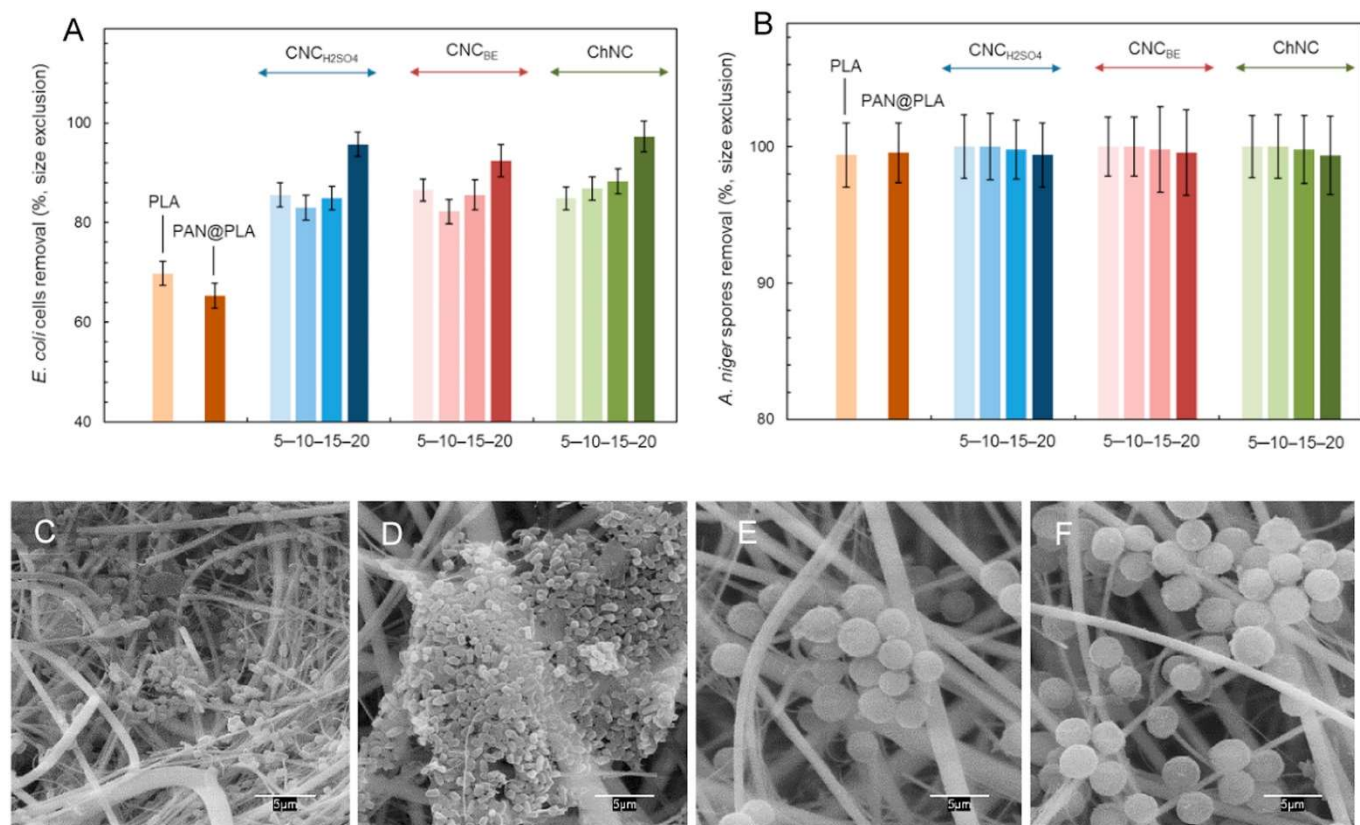 A
E. coli cells removal (%, size exclusion)
100
80
60
40
PLA
PAN@PLA
CNCH2SO4
CNCBE
ChNC
5–10–15–20
5–10–15–20
5–10–15–20
B
A. niger spores removal (%, size exclusion)
100
90
80
PLA
PAN@PLA
CNCH2SO4
CNCBE
ChNC
5–10–15–20
5–10–15–20
5–10–15–20
C
5µm
D
5µm
E
5µm
F
5µm